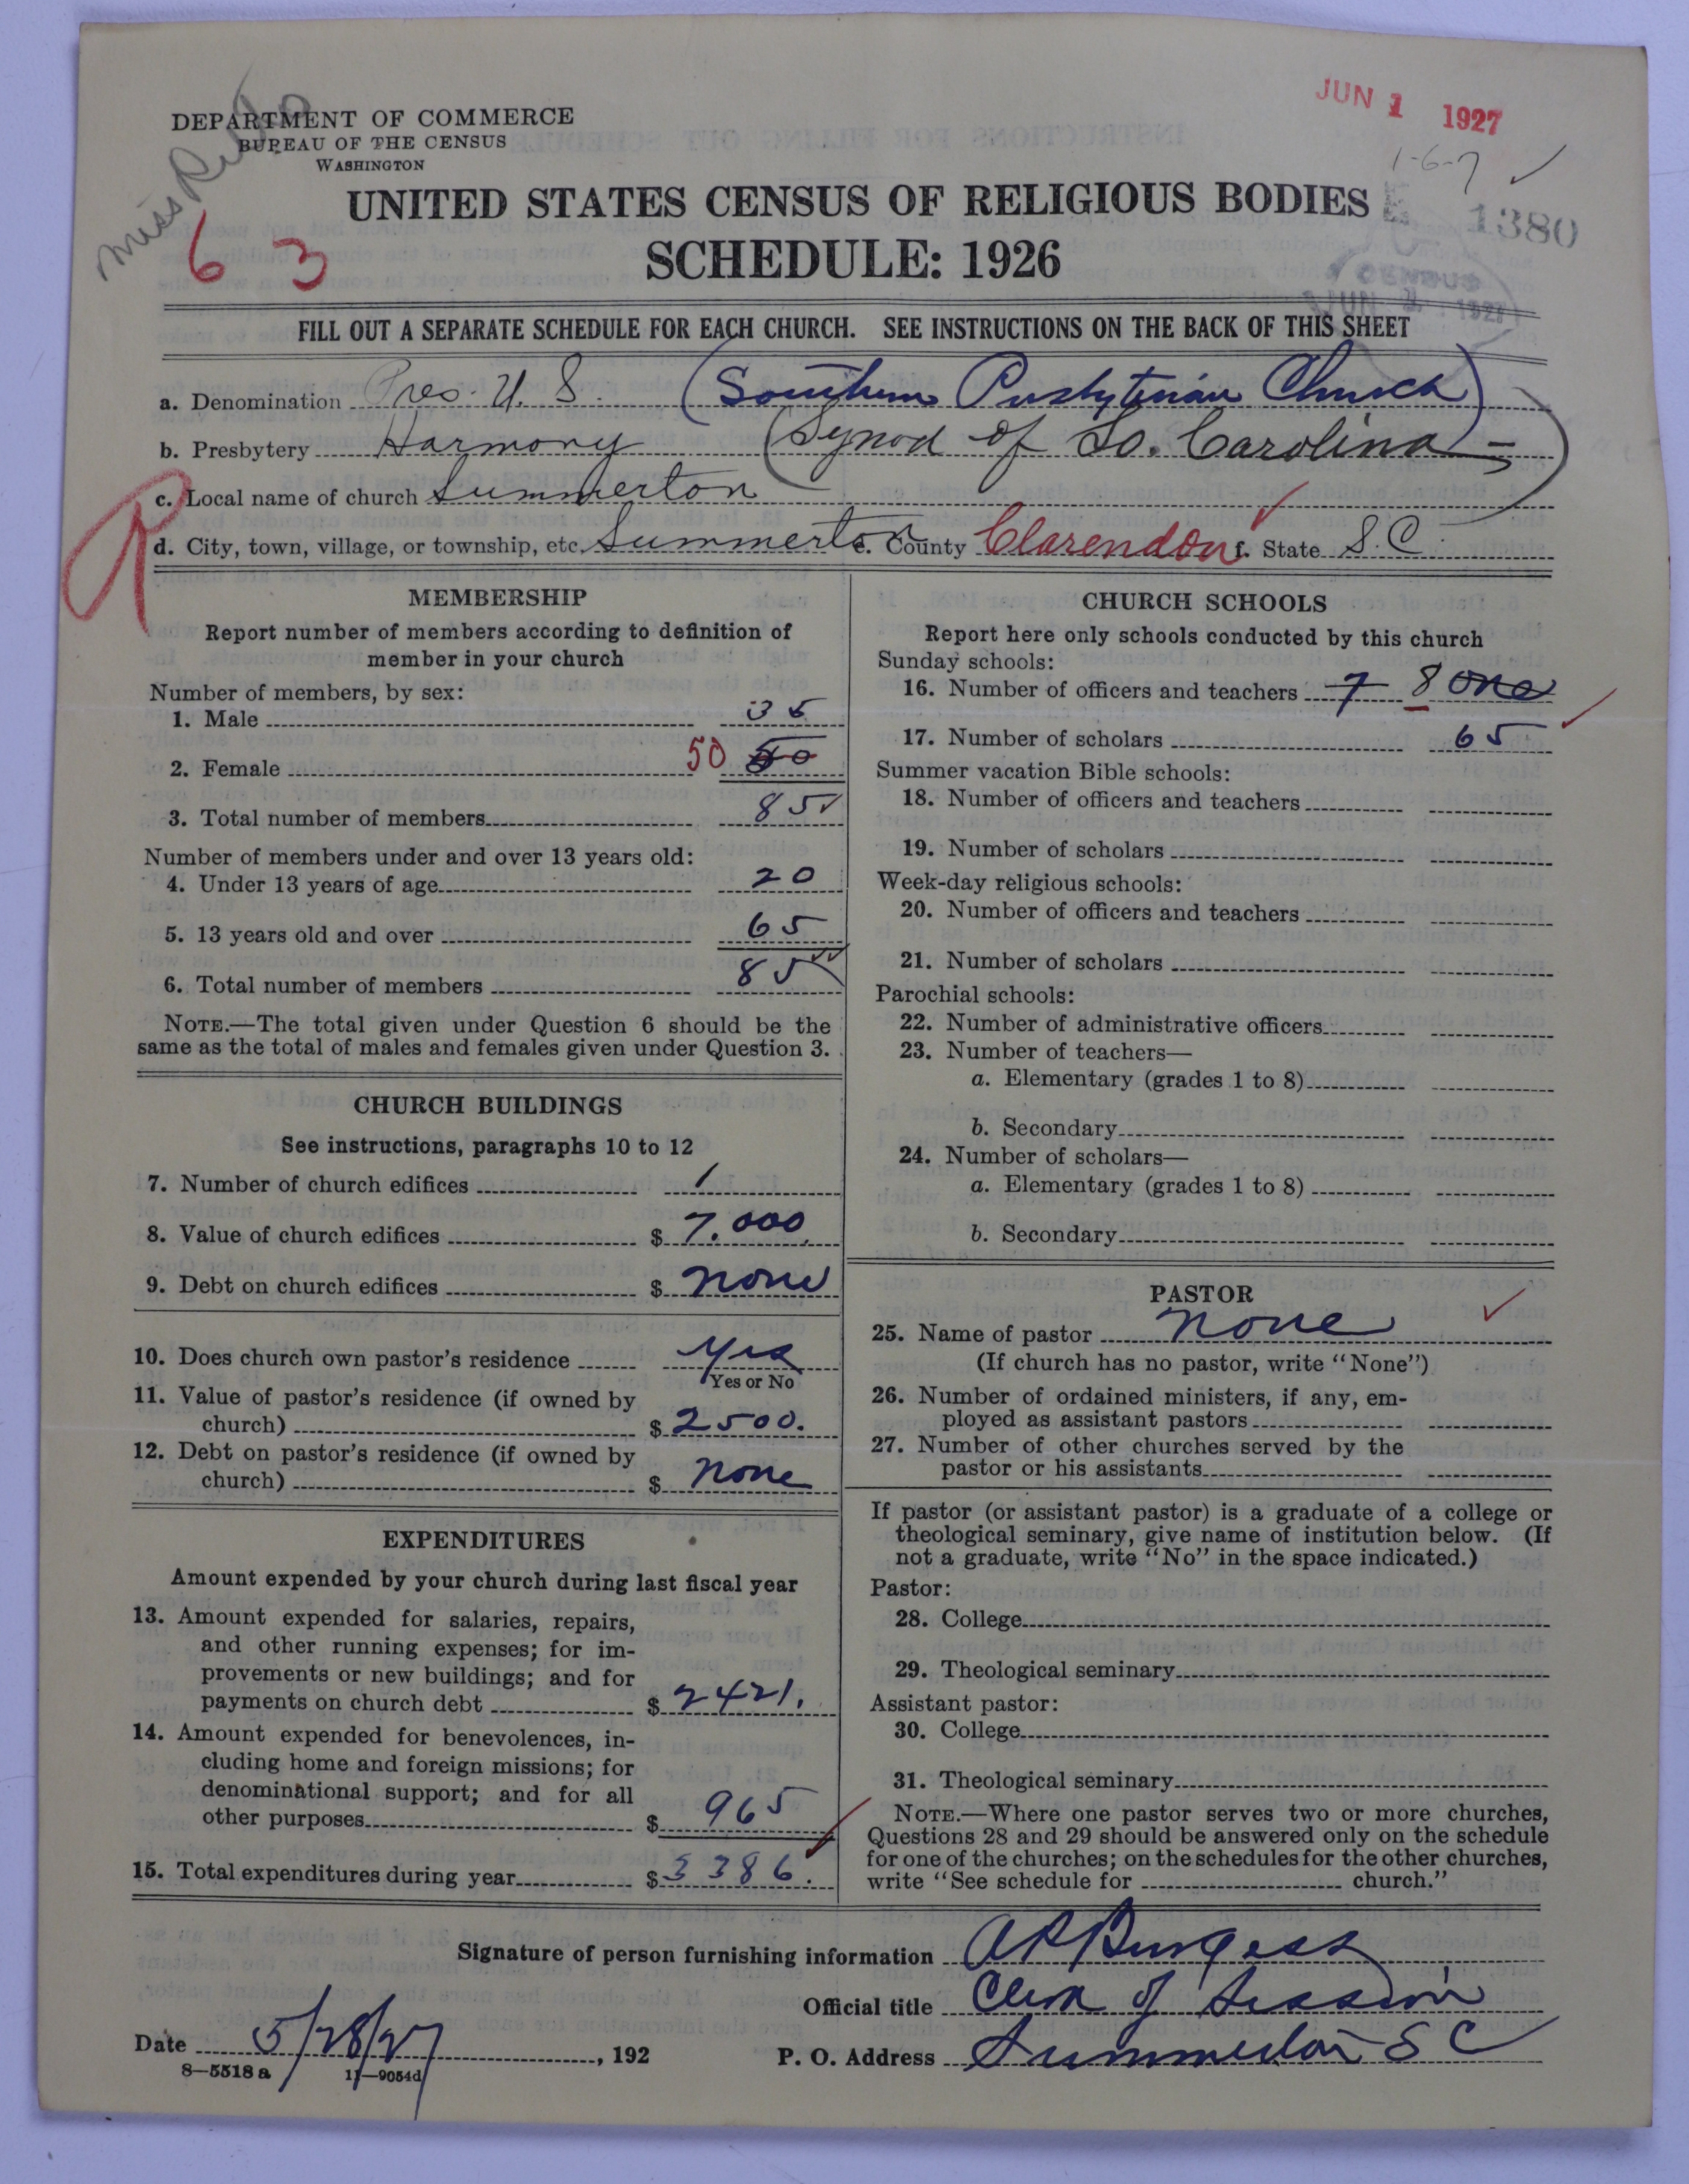 DEPARTMENT OF COMMERCE
BUREAU OF THE CENSUS
WASHINGTON
JUN 1 1927
1-6-7
1380
63
UNITED STATES CENSUS OF RELIGIOUS BODIES
SCHEDULE: 1926
CENSUS
FILL OUT A SEPARATE SCHEDULE FOR EACH CHURCH. SEE INSTRUCTIONS ON THE BACK OF THIS SHEET
a. Denomination Pres. U. S. (Southern Presbyterian Church)
b. Presbytery Harmony (Synod of So. Carolina)
c. Local name of church Summerton
d. City, town, village, or township, etc. Summerton e. County Clarendon f. State S.C.
MEMBERSHIP
Report number of members according to definition of
member in your church
Number of members, by sex:
1. Male 35
2. Female 50 50
3. Total number of members 85
Number of members under and over 13 years old:
4. Under 13 years of age 20
5. 13 years old and over 65
6. Total number of members 85
NOTE.—The total given under Question 6 should be the
same as the total of males and females given under Question 3.
CHURCH BUILDINGS
See instructions, paragraphs 10 to 12
7. Number of church edifices 1
8. Value of church edifices $ 7.000
9. Debt on church edifices $ none
10. Does church own pastor's residence Yes
Yes or No
11. Value of pastor's residence (if owned by
church) $ 2500.
12. Debt on pastor's residence (if owned by
church) $ none
EXPENDITURES
Amount expended by your church during last fiscal year
13. Amount expended for salaries, repairs,
and other running expenses; for im-
provements or new buildings; and for
payments on church debt $ 2421.
14. Amount expended for benevolences, in-
cluding home and foreign missions; for
denominational support; and for all
other purposes $ 965
15. Total expenditures during year $ 3386.
CHURCH SCHOOLS
Report here only schools conducted by this church
Sunday schools:
16. Number of officers and teachers 7 8 one
17. Number of scholars 65
Summer vacation Bible schools:
18. Number of officers and teachers
19. Number of scholars
Week-day religious schools:
20. Number of officers and teachers
21. Number of scholars
Parochial schools:
22. Number of administrative officers
23. Number of teachers—
a. Elementary (grades 1 to 8)
b. Secondary
24. Number of scholars—
a. Elementary (grades 1 to 8)
b. Secondary
PASTOR
25. Name of pastor none
(If church has no pastor, write "None")
26. Number of ordained ministers, if any, em-
ployed as assistant pastors
27. Number of other churches served by the
pastor or his assistants
If pastor (or assistant pastor) is a graduate of a college or
theological seminary, give name of institution below. (If
not a graduate, write "No" in the space indicated.)
Pastor:
28. College
29. Theological seminary
Assistant pastor:
30. College
31. Theological seminary
NOTE.—Where one pastor serves two or more churches,
Questions 28 and 29 should be answered only on the schedule
for one of the churches; on the schedules for the other churches,
write "See schedule for church."
Signature of person furnishing information A P Burgess
Official title Clerk of Session
Date 5/28/27, 192 P. O. Address Summerton S C
8—5518 a 11—9054d